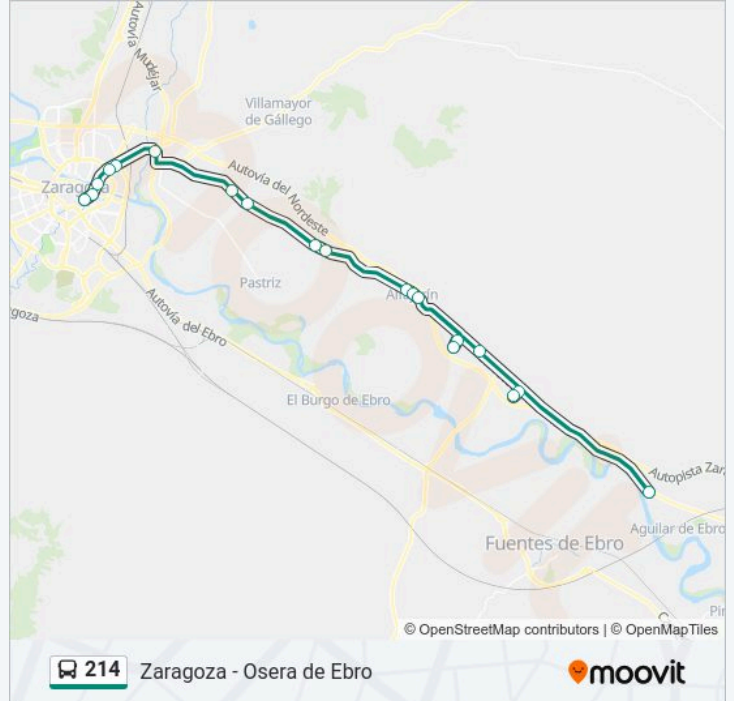 Autovía Mudéjar
Villamayor
de Gállego
Zaragoza
Autovía del Nordeste
Pastriz
Alfajarín
goza
Autovía del Ebro
El Burgo de Ebro
Autopista Zar
Aguilar de Ebro
Fuentes de Ebro
Pi
© OpenStreetMap contributors | © OpenMapTiles
214 Zaragoza - Osera de Ebro
moovit